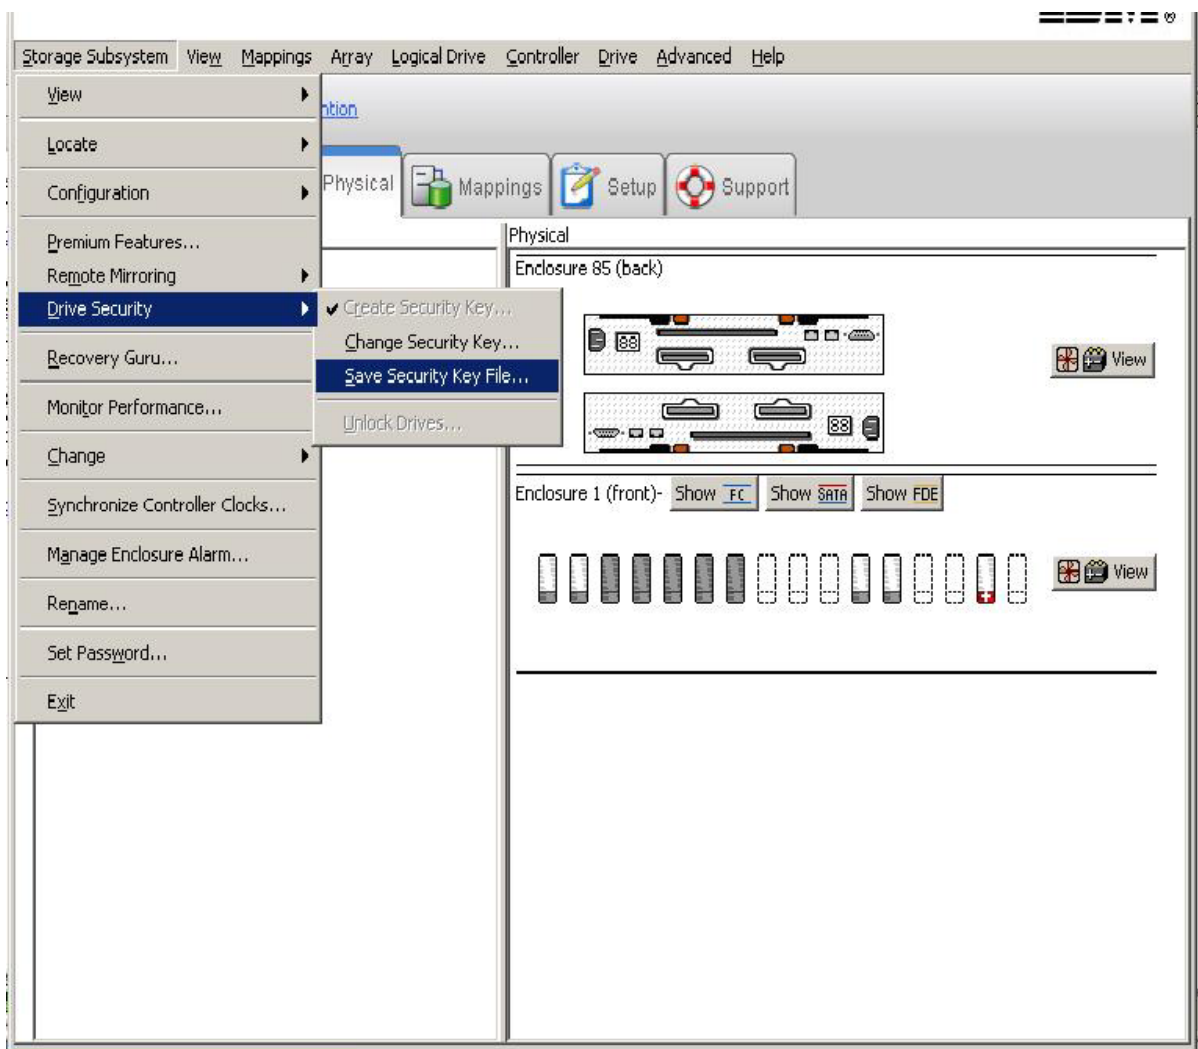 ®
Storage Subsystem View Mappings Array Logical Drive Controller Drive Advanced Help
View
ntion
Locate
Configuration
Physical Mappings Setup Support
Premium Features...
Remote Mirroring
Drive Security
Recovery Guru...
Monitor Performance...
Change
Synchronize Controller Clocks...
Manage Enclosure Alarm...
Rename...
Set Password...
Exit
Create Security Key...
Change Security Key...
Save Security Key File...
Unlock Drives...
Physical
Enclosure 85 (back)
88
View
88
Enclosure 1 (front)- Show FC Show SATA Show FDE
View